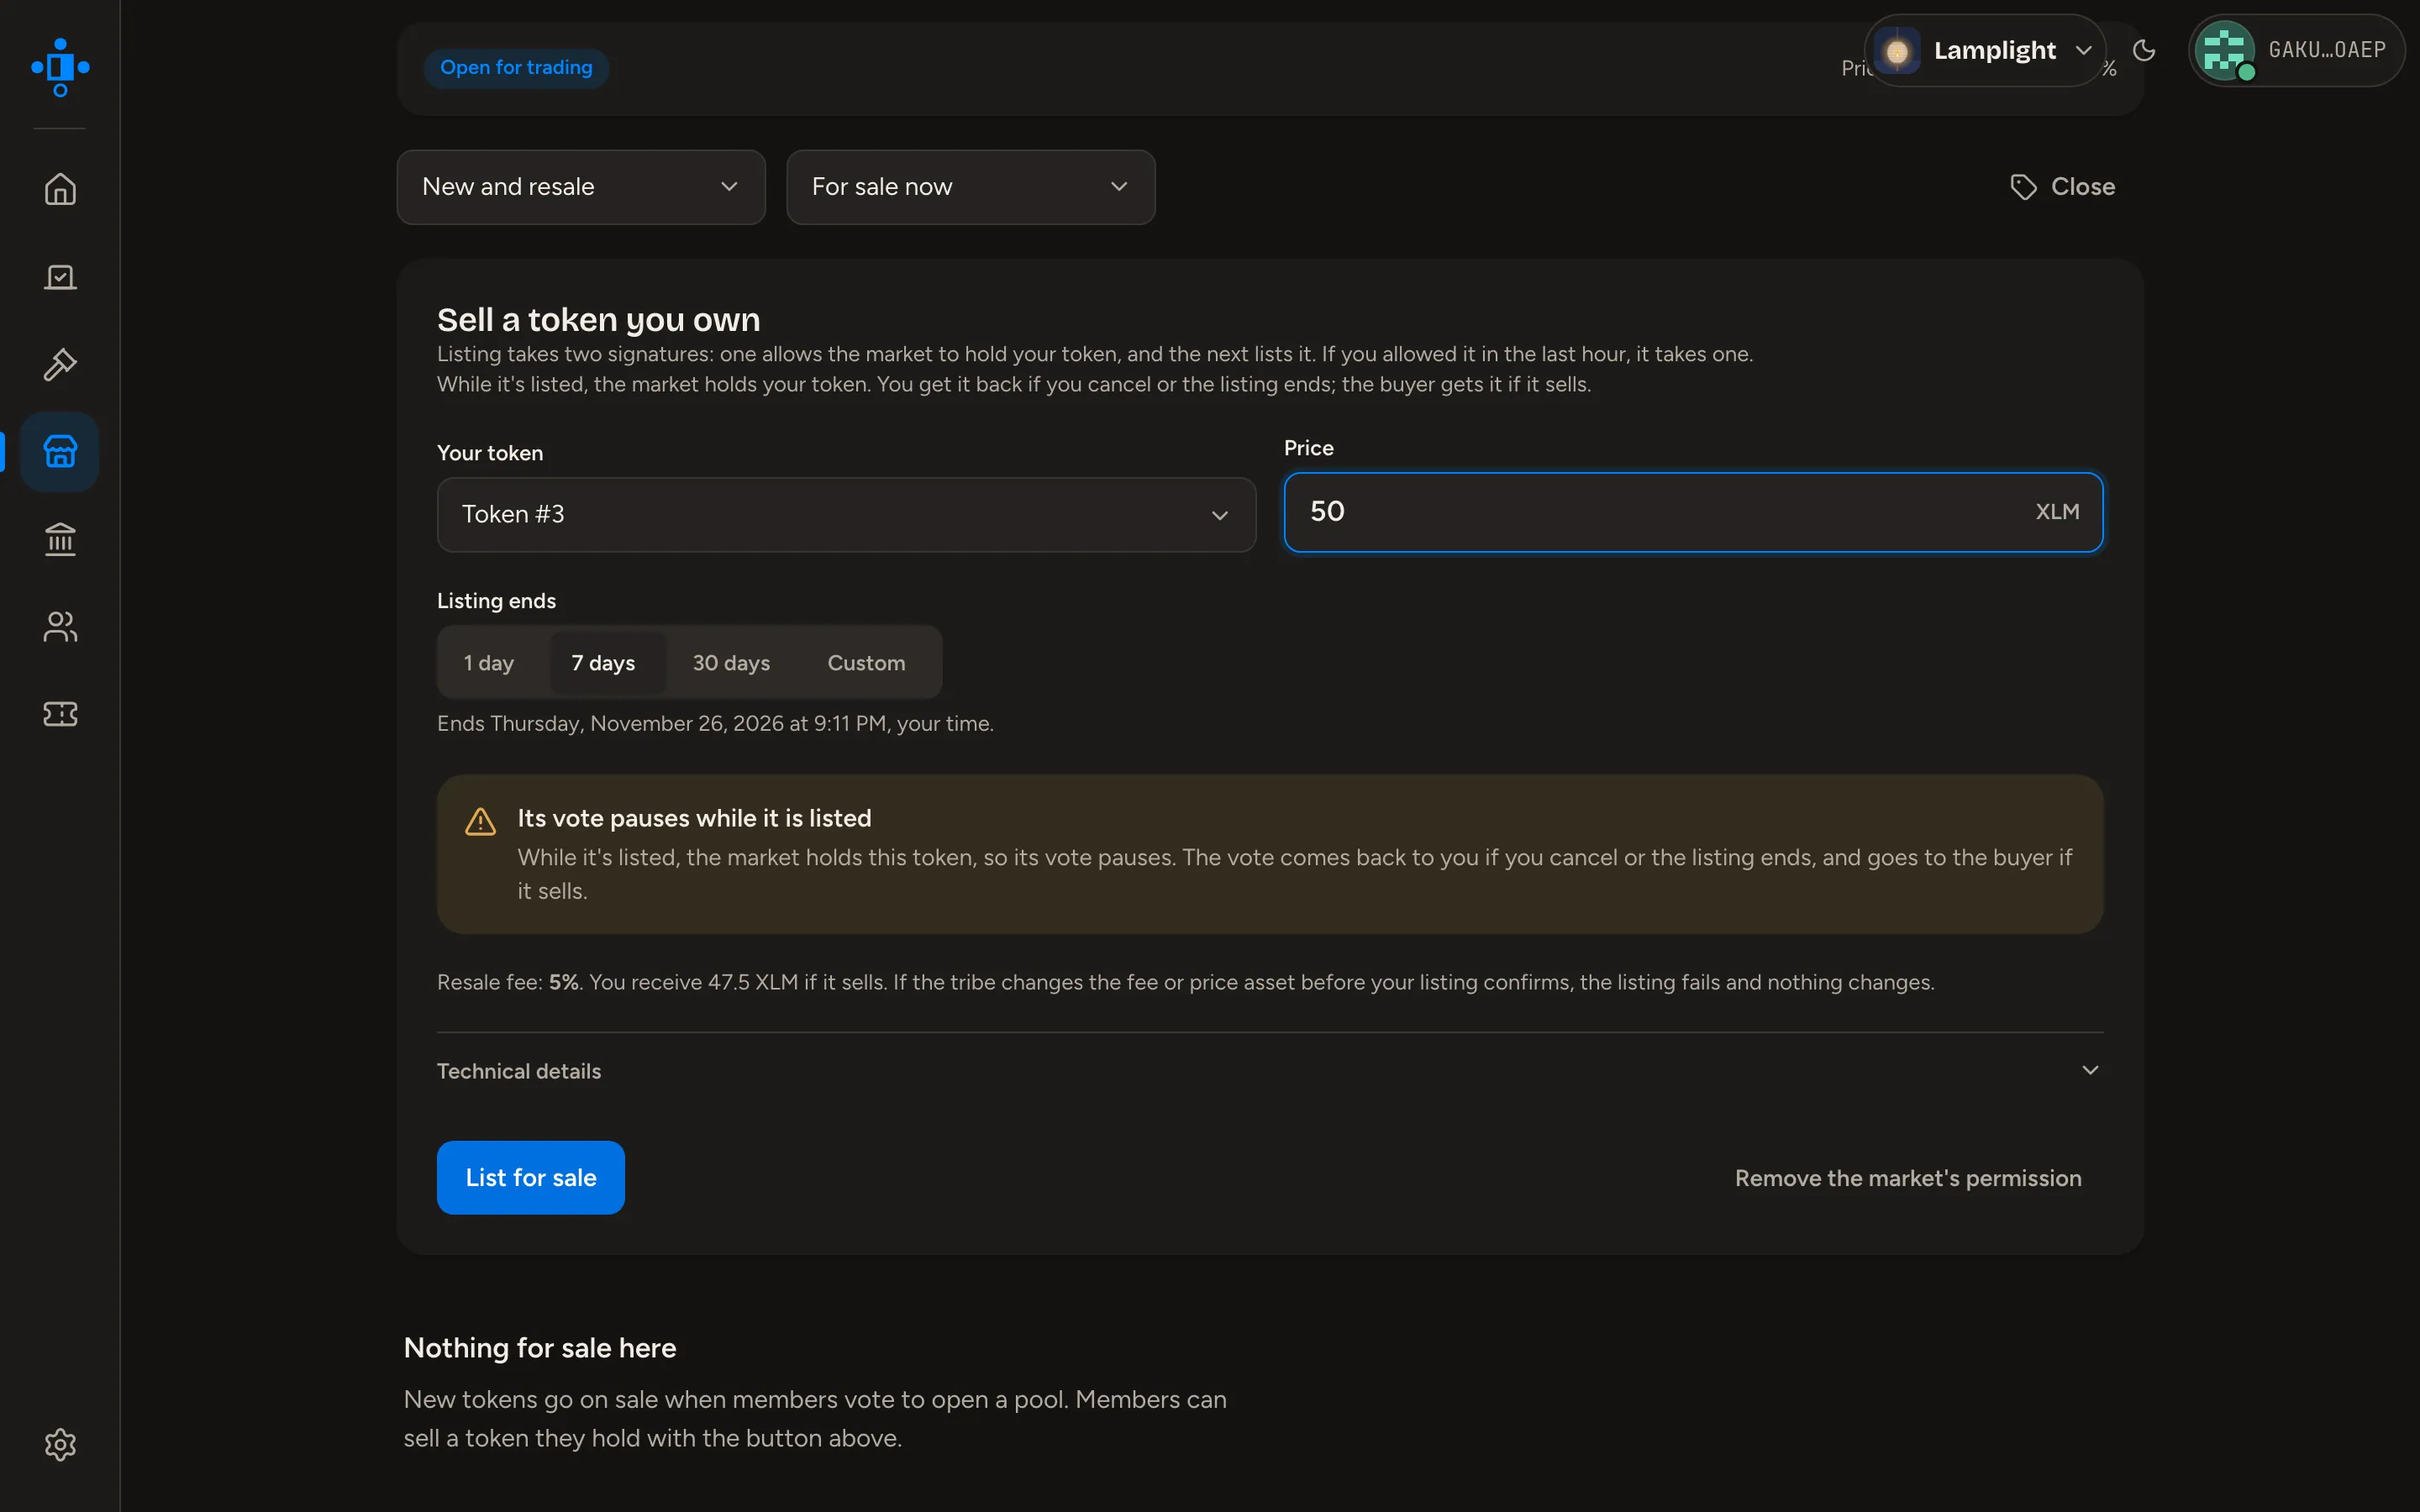 Open for trading
%
Lamplight
GAKU...OAEP
New and resale
For sale now
Close
Sell a token you own
Listing takes two signatures: one allows the market to hold your token, and the next lists it. If you allowed it in the last hour, it takes one.
While it's listed, the market holds your token. You get it back if you cancel or the listing ends; the buyer gets it if it sells.
Your token
Price
Token #3
50
XLM
Listing ends
1 day
7 days
30 days
Custom
Ends Thursday, November 26, 2026 at 9:11 PM, your time.
Its vote pauses while it is listed
While it's listed, the market holds this token, so its vote pauses. The vote comes back to you if you cancel or the listing ends, and goes to the buyer if
it sells.
Resale fee: 5%. You receive 47.5 XLM if it sells. If the tribe changes the fee or price asset before your listing confirms, the listing fails and nothing changes.
Technical details
List for sale
Remove the market's permission
Nothing for sale here
New tokens go on sale when members vote to open a pool. Members can
sell a token they hold with the button above.